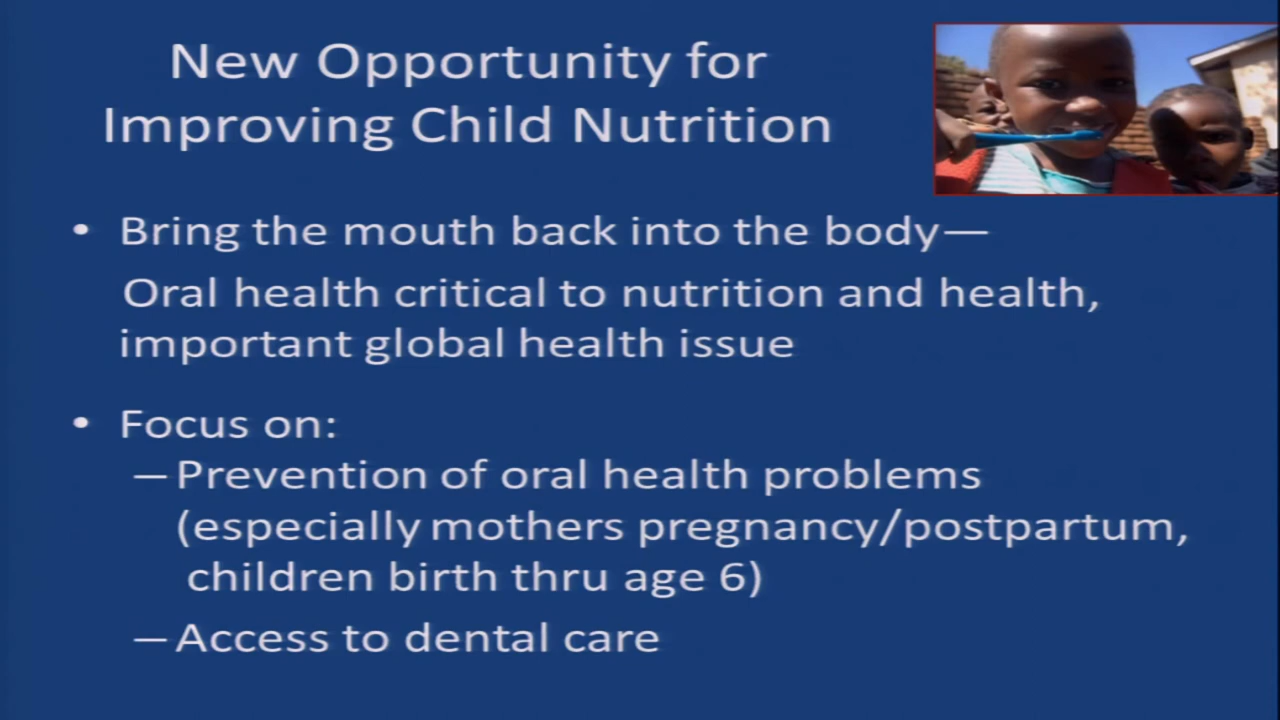 New Opportunity for
Improving Child Nutrition
• Bring the mouth back into the body—
Oral health critical to nutrition and health,
important global health issue
• Focus on:
—Prevention of oral health problems
(especially mothers pregnancy/postpartum,
children birth thru age 6)
—Access to dental care